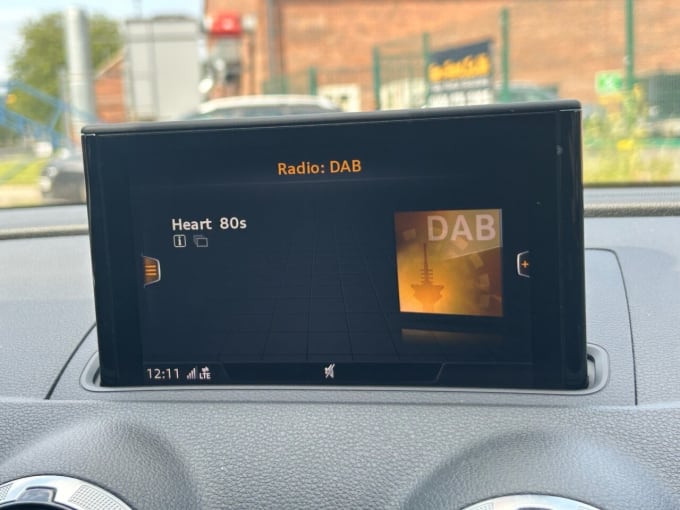 Radio: DAB
Heart 80s
DAB
12:11 LTE